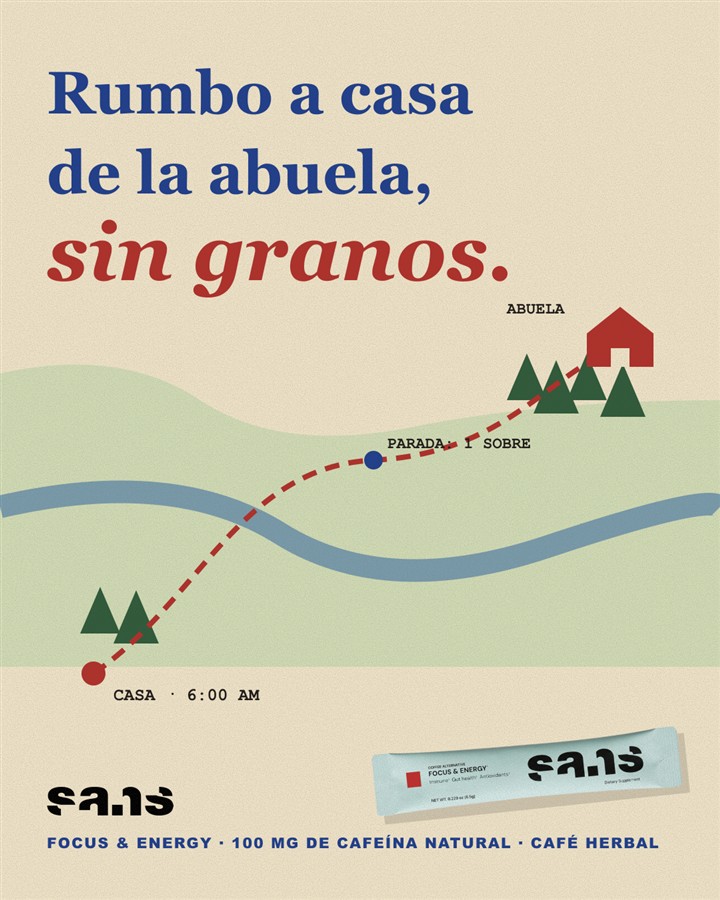 Rumbo a casa
de la abuela,
sin granos.
ABUELA
PARADA: 1 SOBRE
CASA · 6:00 AM
COFFEE ALTERNATIVE
FOCUS & ENERGY
Immune · Gut health · Antioxidants
sans
Dietary Supplement
sans
FOCUS & ENERGY · 100 MG DE CAFEÍNA NATURAL · CAFÉ HERBAL